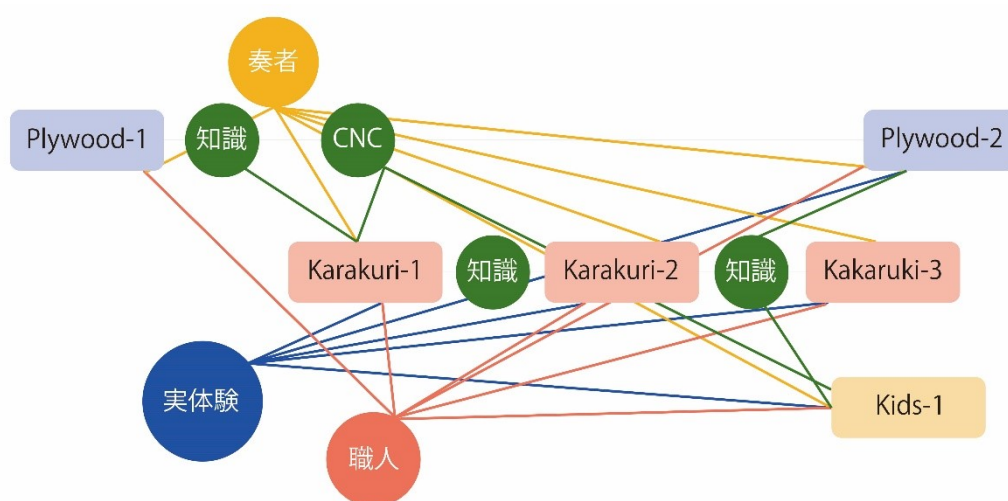 奏者
Plywood-1
知識
CNC
Plywood-2
Karakuri-1
知識
Karakuri-2
知識
Kakaruki-3
実体験
職人
Kids-1